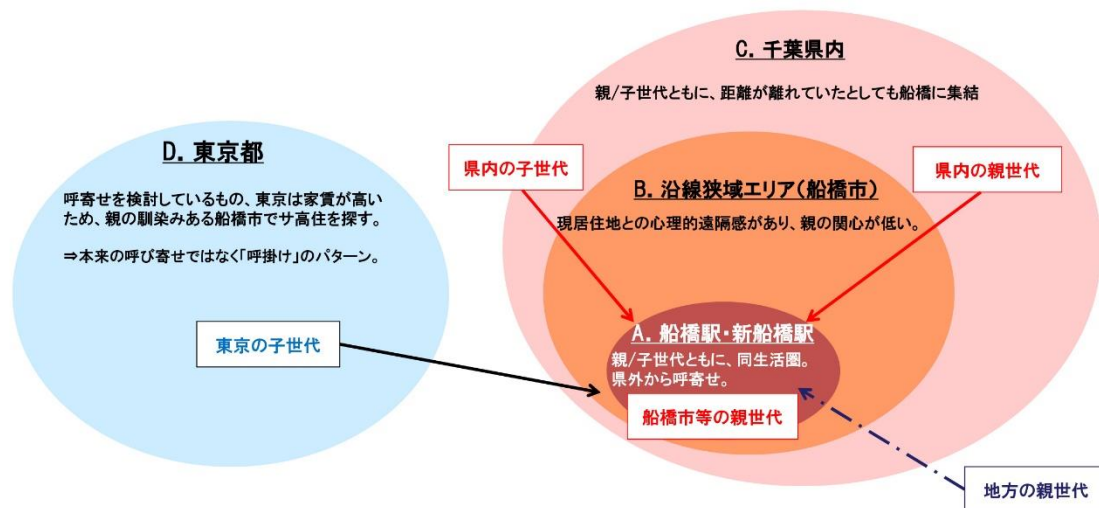 C．千葉県内
親/子世代ともに、距離が離れていたとしても船橋に集結
D．東京都
呼寄せを検討しているもの、東京は家賃が高い
ため、親の馴染みある船橋市でサ高住を探す。
⇒本来の呼び寄せではなく「呼掛け」のパターン。
県内の子世代
県内の親世代
B．沿線狭域エリア（船橋市）
現居住地との心理的遠隔感があり、親の関心が低い。
東京の子世代
A．船橋駅・新船橋駅
親/子世代ともに、同生活圏。
県外から呼寄せ。
船橋市等の親世代
地方の親世代